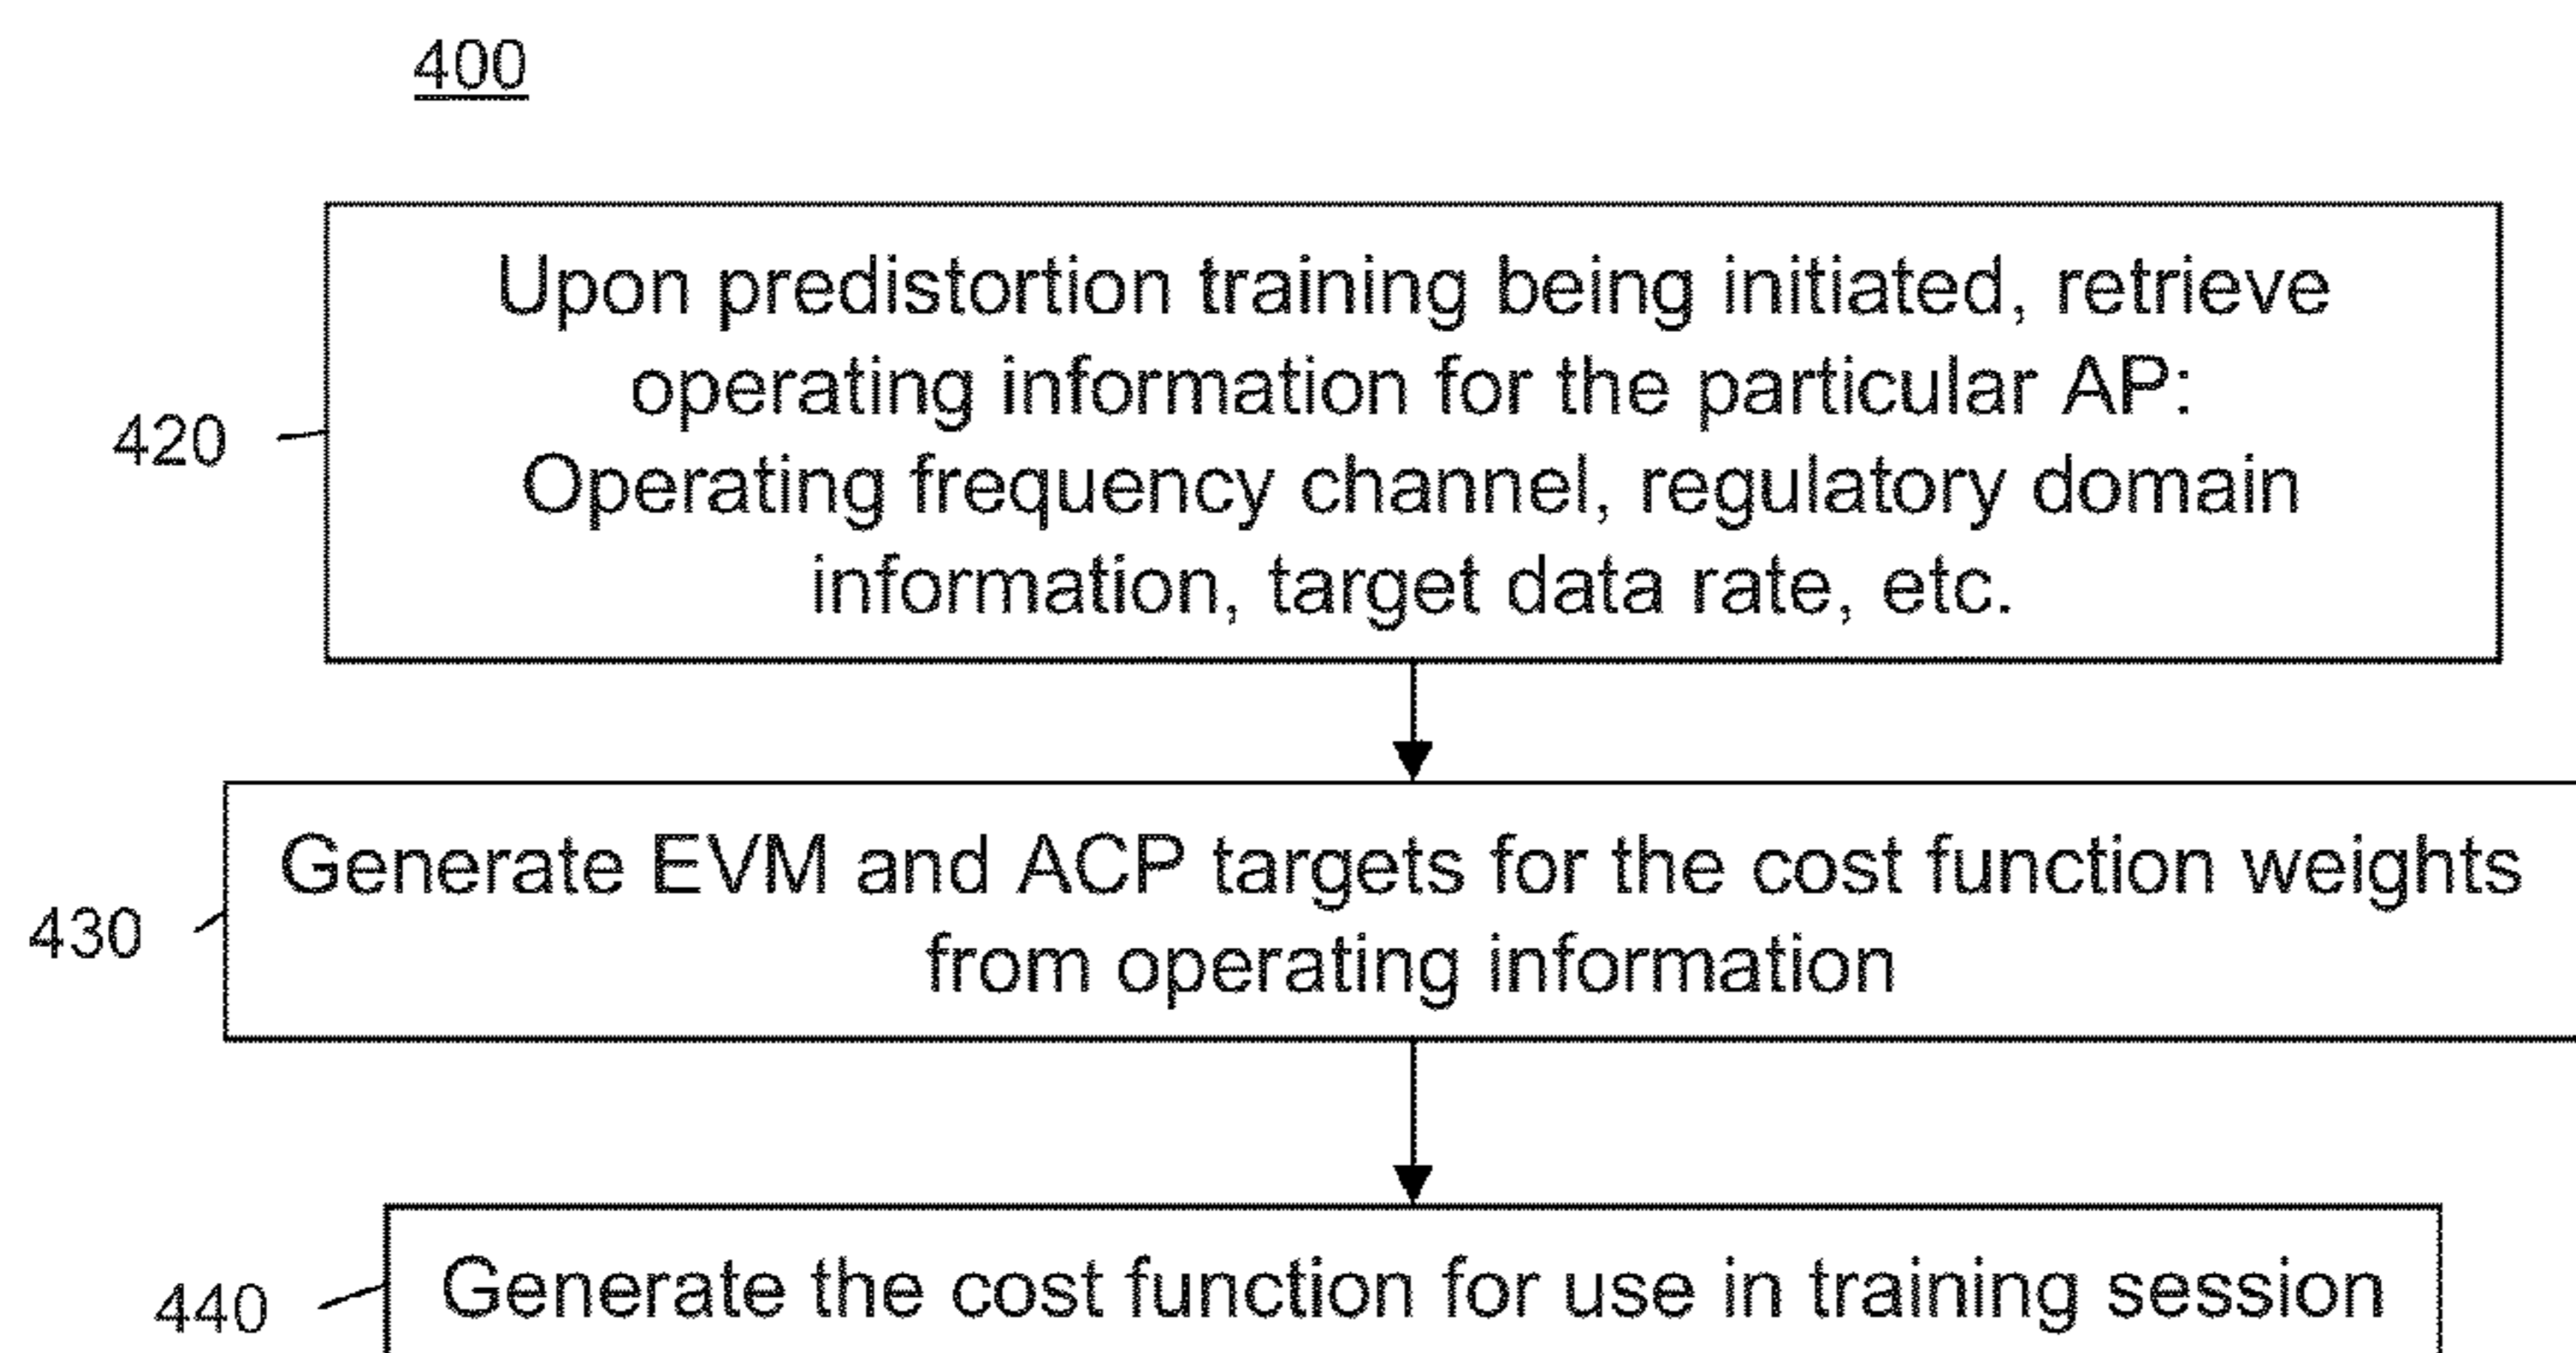 400
Upon predistortion training being initiated, retrieve
operating information for the particular AP:
420
Operating frequency channel, regulatory domain
information, target data rate, etc.
Generate EVM and ACP targets for the cost function weights
430
from operating information
440
Generate the cost function for use in training session